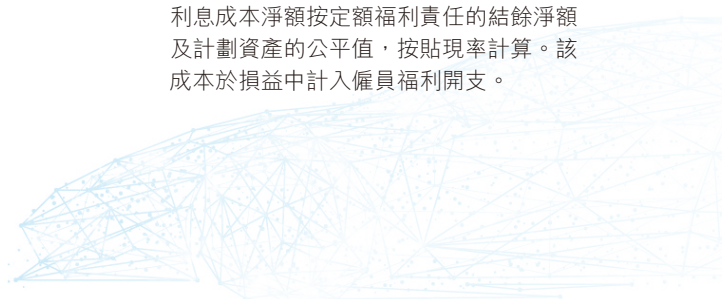 利息成本淨額按定額福利責任的結餘淨額
及計劃資產的公平值，按貼現率計算。該
成本於損益中計入僱員福利開支。